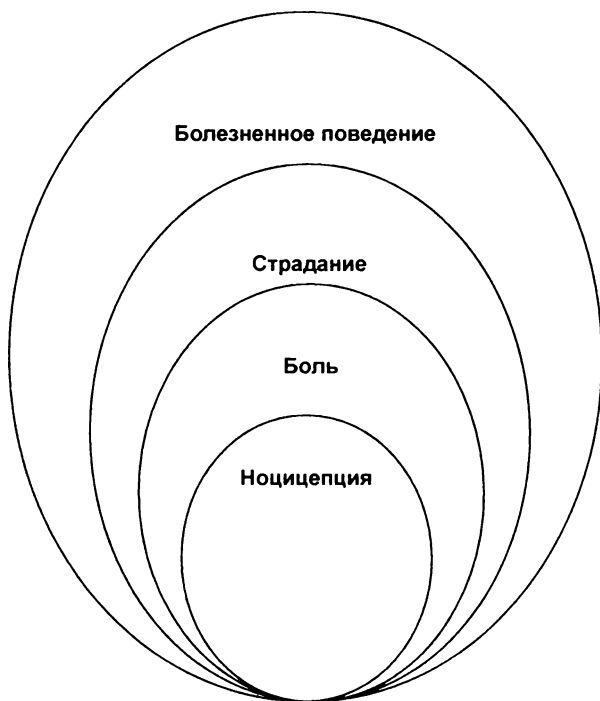 Болезненное поведение
Страдание
Боль
Ноцицепция